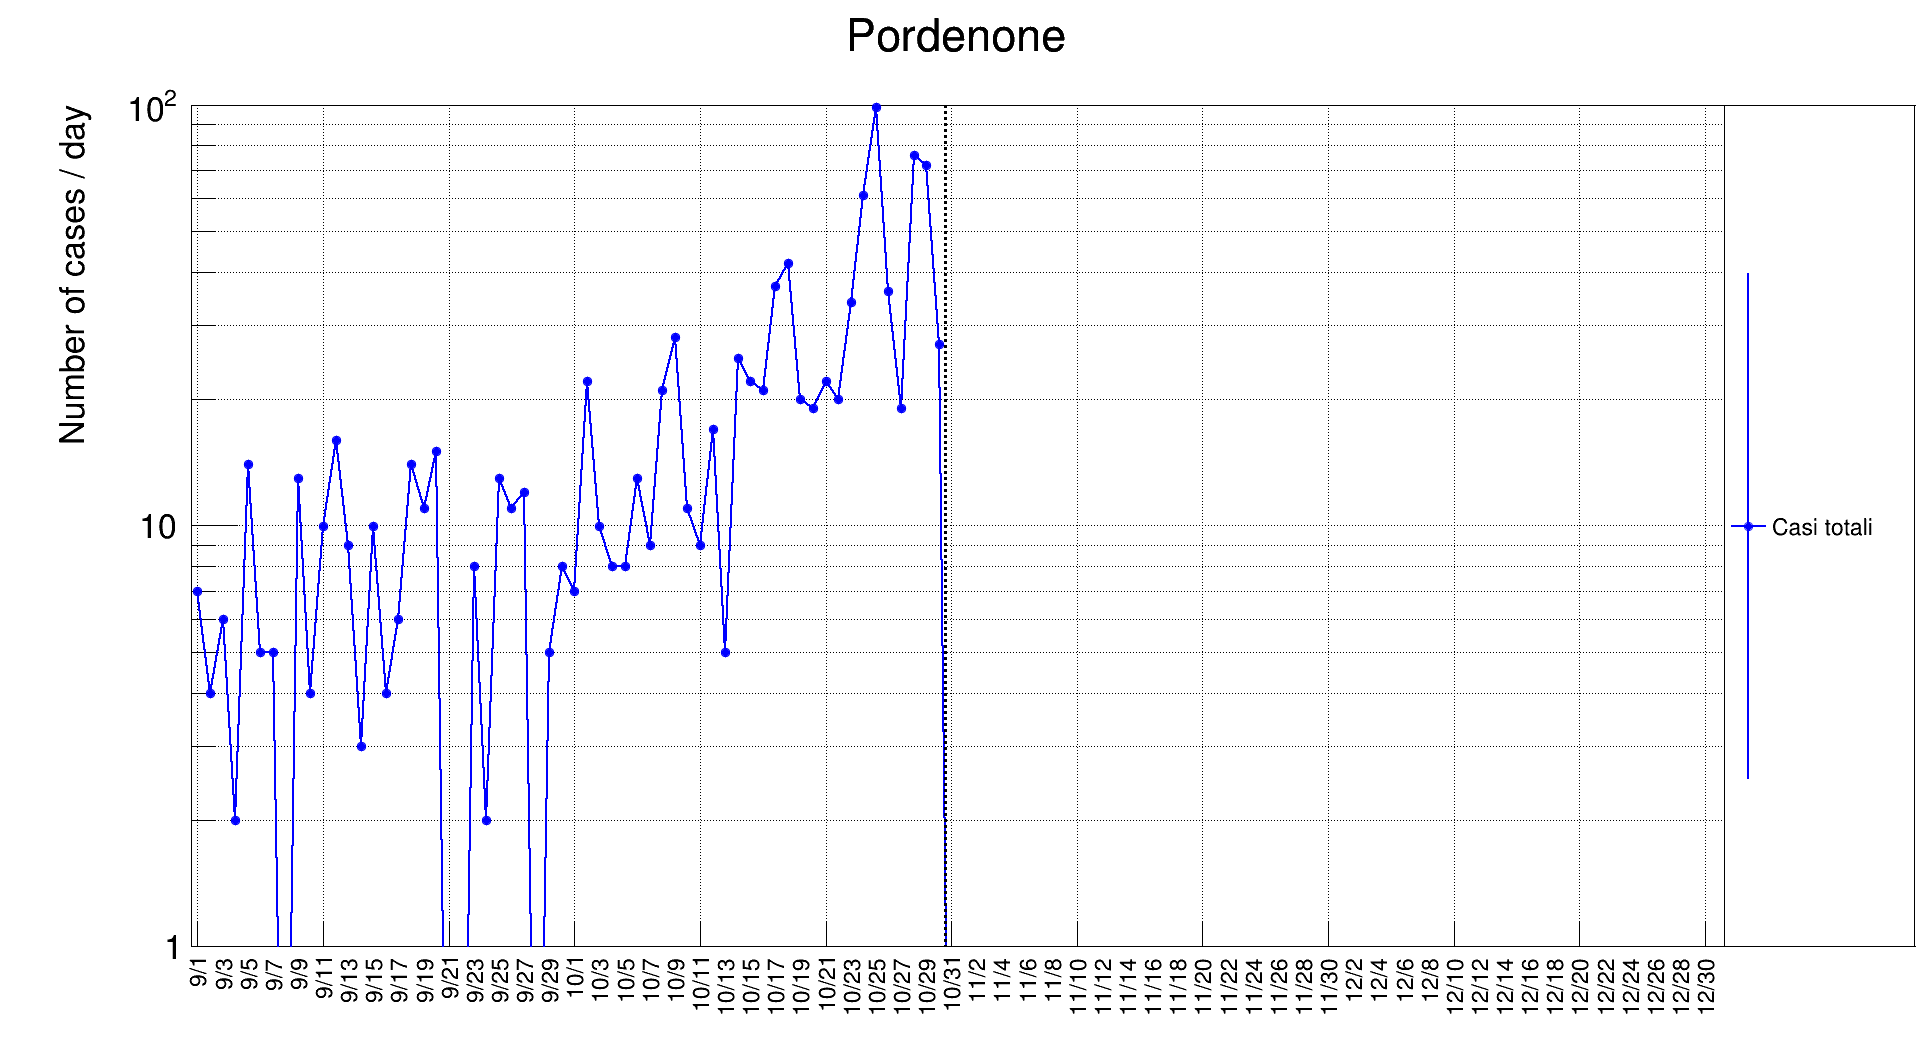 Pordenone
Number of cases / day
10²
10
1
9/1 9/3 9/5 9/7 9/9 9/11 9/13 9/15 9/17 9/19 9/21 9/23 9/25 9/27 9/29 10/1 10/3 10/5 10/7 10/9 10/11 10/13 10/15 10/17 10/19 10/21 10/23 10/25 10/27 10/29 10/31 11/2 11/4 11/6 11/8 11/10 11/12 11/14 11/16 11/18 11/20 11/22 11/24 11/26 11/28 11/30 12/2 12/4 12/6 12/8 12/10 12/12 12/14 12/16 12/18 12/20 12/22 12/24 12/26 12/28 12/30
Casi totali